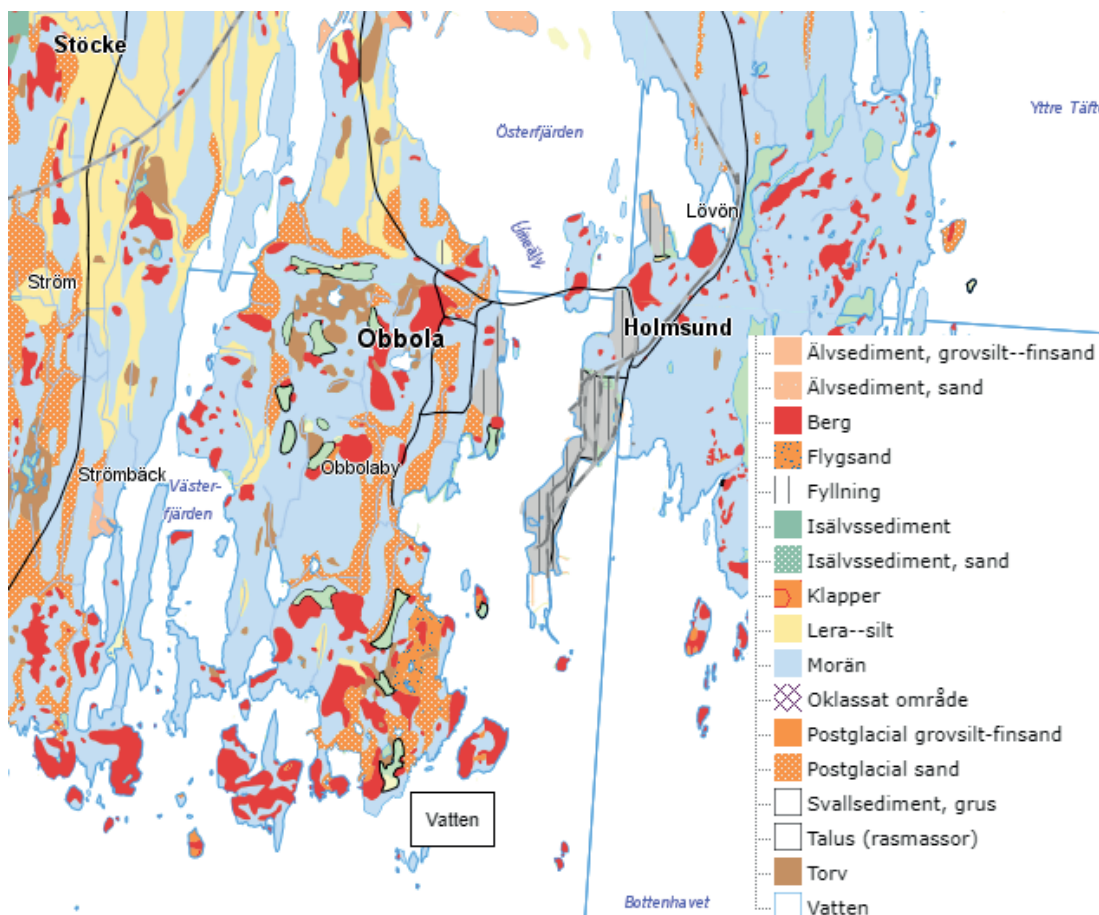 Stöcke
Österfjärden
Yttre Täft
Umeälv
Lövön
Ström
Obbola
Holmsund
Strömbäck
Obbolaby
Väster-
fjärden
Vatten
Bottenhavet
Älvsediment, grovsilt--finsand
Älvsediment, sand
Berg
Flygsand
Fyllning
Isälvssediment
Isälvssediment, sand
Klapper
Lera--silt
Morän
Oklassat område
Postglacial grovsilt-finsand
Postglacial sand
Svallsediment, grus
Talus (rasmassor)
Torv
Vatten